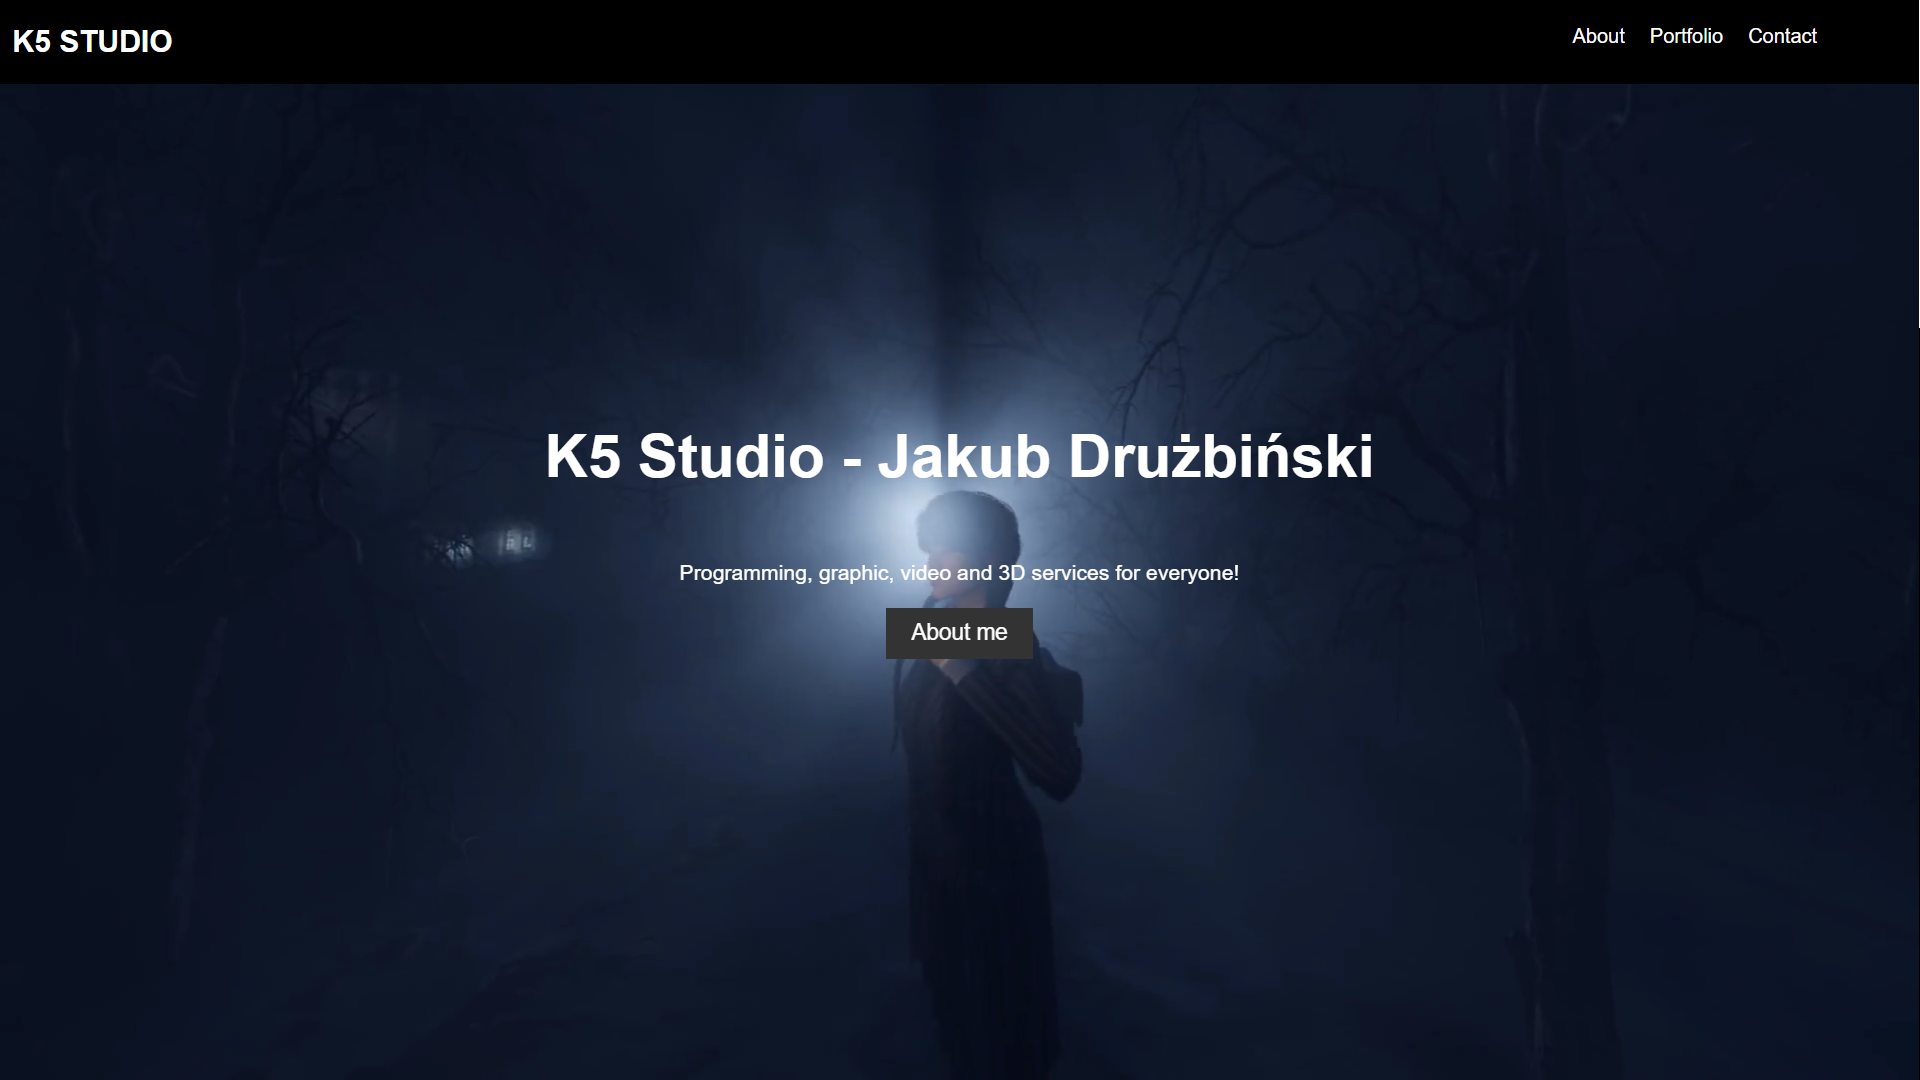 K5 STUDIO
About Portfolio Contact
K5 Studio - Jakub Drużbiński
Programming, graphic, video and 3D services for everyone!
About me